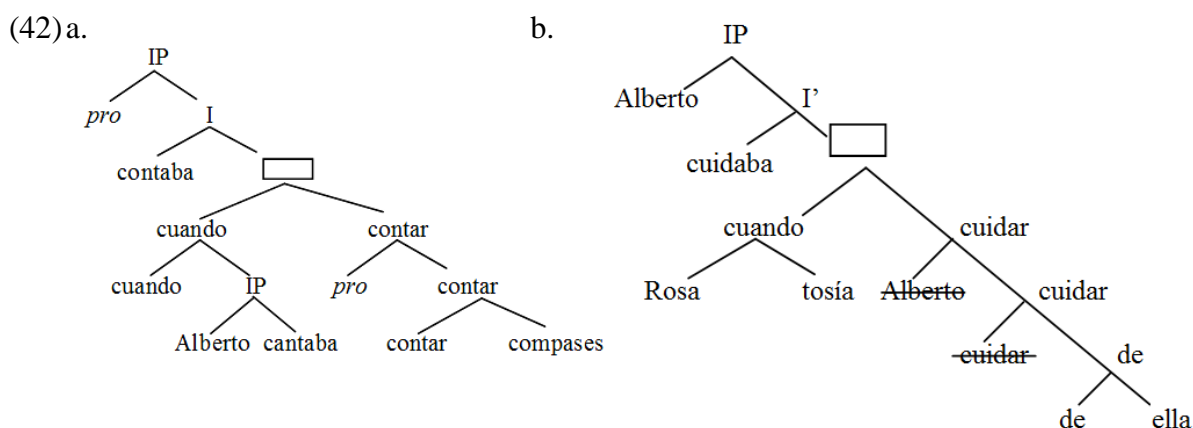 (42) a. b.
IP
pro I
contaba
cuando contar
cuando IP pro contar
Alberto cantaba contar compases
IP
Alberto I’
cuidaba
cuando cuidar
Rosa tosía Alberto cuidar
cuidar de
de ella